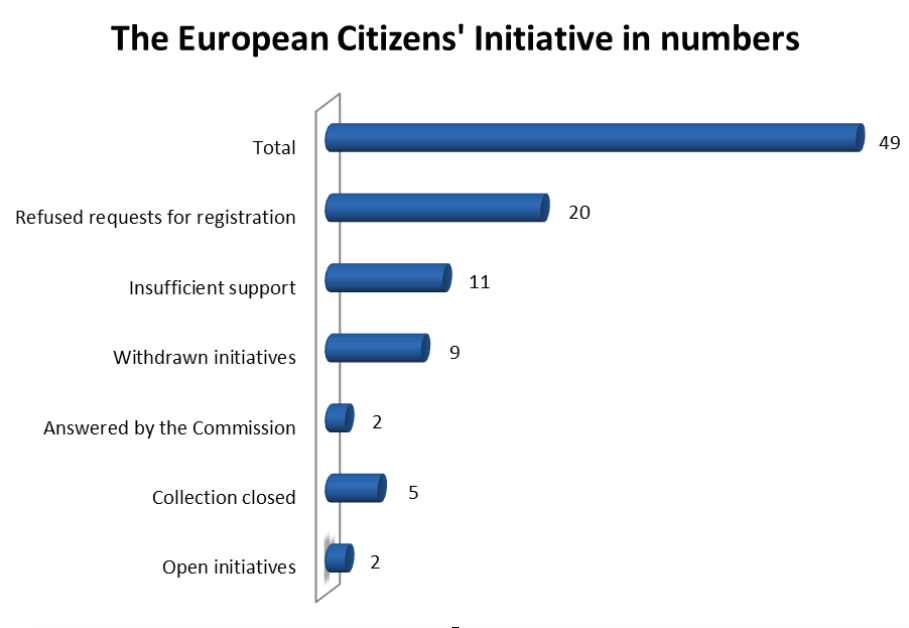 The European Citizens' Initiative in numbers
Total 49
Refused requests for registration 20
Insufficient support 11
Withdrawn initiatives 9
Answered by the Commission 2
Collection closed 5
Open initiatives 2